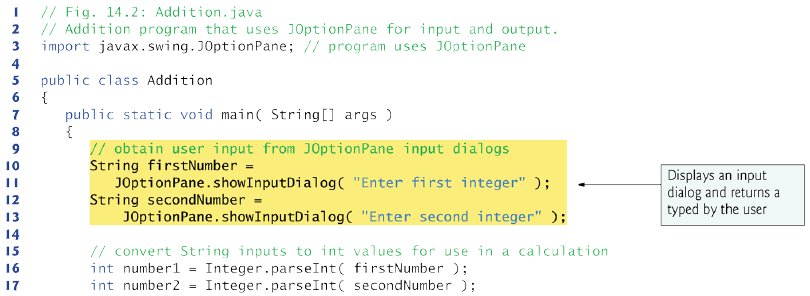 1 // Fig. 14.2: Addition.java
2 // Addition program that uses JOptionPane for input and output.
3 import javax.swing.JOptionPane; // program uses JOptionPane
4
5 public class Addition
6 {
7 public static void main( String[] args )
8 {
9 // obtain user input from JOptionPane input dialogs
10 String firstNumber =
11 JOptionPane.showInputDialog( "Enter first integer" );
12 String secondNumber =
13 JOptionPane.showInputDialog( "Enter second integer" );
14
15 // convert String inputs to int values for use in a calculation
16 int number1 = Integer.parseInt( firstNumber );
17 int number2 = Integer.parseInt( secondNumber );
Displays an input
dialog and returns a
typed by the user